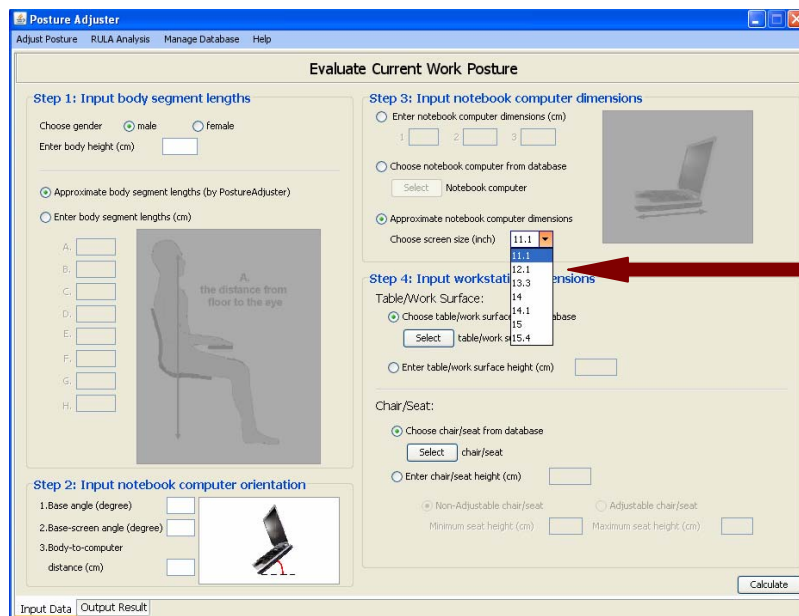 Posture Adjuster
Adjust Posture RULA Analysis Manage Database Help
Evaluate Current Work Posture
Step 1: Input body segment lengths
Choose gender male female
Enter body height (cm)
Approximate body segment lengths (by PostureAdjuster)
Enter body segment lengths (cm)
A.
B.
C.
D.
E.
F.
G.
H.
A.
the distance from
floor to the eye
Step 2: Input notebook computer orientation
1.Base angle (degree)
2.Base-screen angle (degree)
3.Body-to-computer
distance (cm)
Step 3: Input notebook computer dimensions
Enter notebook computer dimensions (cm)
1 2 3
Choose notebook computer from database
Select Notebook computer
Approximate notebook computer dimensions
Choose screen size (inch) 11.1
11.1
12.1
13.3
14
14.1
15
15.4
Step 4: Input workstati ensions
Table/Work Surface:
Choose table/work surface abase
Select table/work s
Enter table/work surface height (cm)
Chair/Seat:
Choose chair/seat from database
Select chair/seat
Enter chair/seat height (cm)
Non-Adjustable chair/seat Adjustable chair/seat
Minimum seat height (cm) Maximum seat height (cm)
Calculate
Input Data Output Result